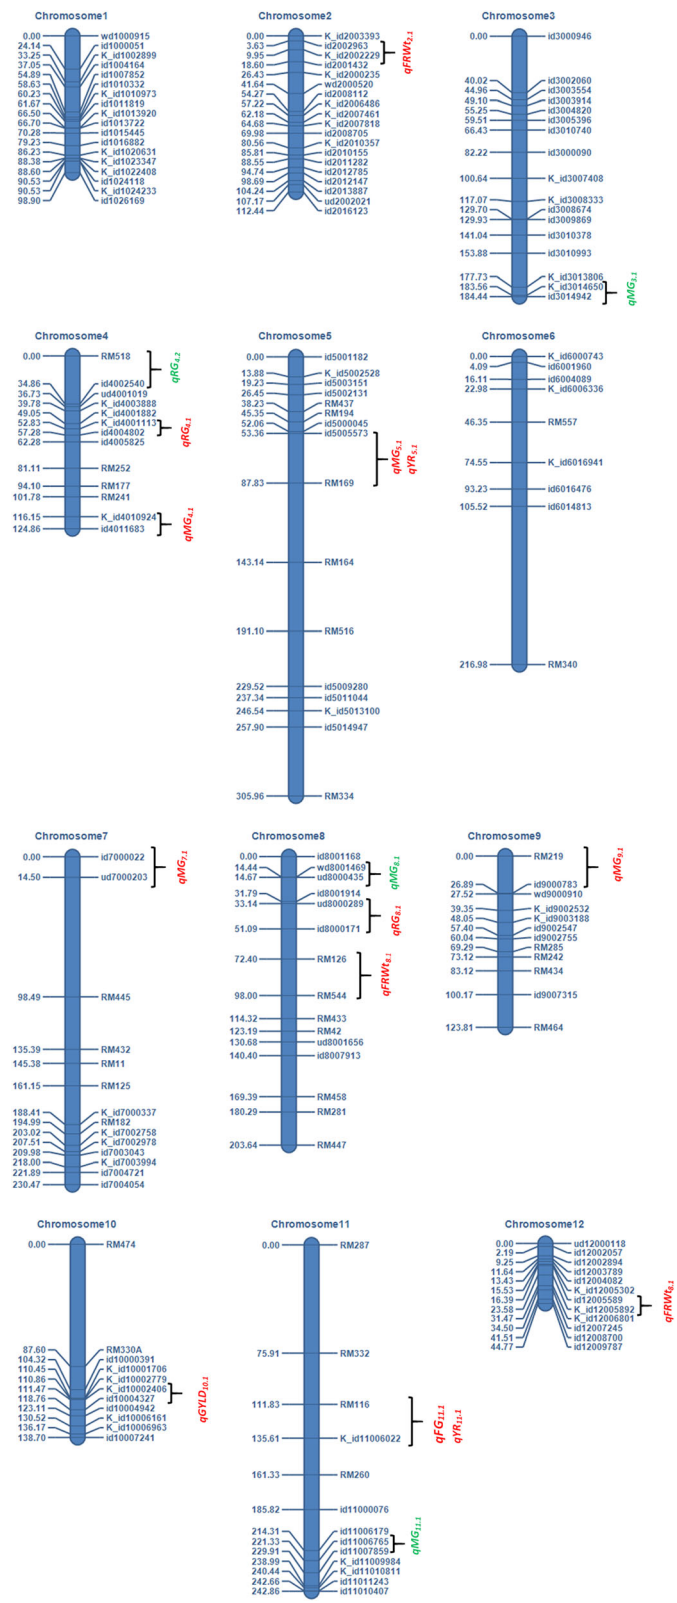 Chromosome1
0.00 wd1000915
24.14 id1000051
33.25 K_id1002899
37.05 id1004164
54.89 id1007852
58.63 id1010332
60.23 K_id1010973
61.67 id1011819
66.50 K_id1013920
66.70 id1013722
70.28 id1015445
79.23 id1016882
86.23 K_id1020631
88.38 K_id1023347
88.60 K_id1022408
90.53 id1024118
90.53 K_id1024233
98.90 id1026169
Chromosome2
0.00 K_id2003393
3.63 id2002963
9.95 K_id2002229
18.60 id2001432
26.43 K_id2000235
41.64 wd2000520
54.27 id2008112
57.22 K_id2006486
62.18 K_id2007461
64.68 K_id2007818
69.98 id2008705
80.56 K_id2010357
85.81 id2010155
88.55 id2011282
94.74 id2012785
98.69 id2012147
104.24 id2013887
107.17 ud2002021
112.44 id2016123
qFRWt2.1
Chromosome3
0.00 id3000946
40.02 id3002060
44.96 id3003554
49.10 id3003914
55.25 id3004820
59.51 id3005396
66.43 id3010740
82.22 id3000090
100.64 K_id3007408
117.07 K_id3008333
129.70 id3008674
129.93 id3009869
141.04 id3010378
153.88 id3010993
177.73 K_id3013806
183.56 K_id3014650
184.44 id3014942
qMG3.1
Chromosome4
0.00 RM518
34.86 id4002540
36.73 ud4001019
39.78 K_id4003888
49.05 K_id4001882
52.83 K_id4001113
57.28 id4004802
62.28 id4005825
81.11 RM252
94.10 RM177
101.78 RM241
116.15 K_id4010924
124.86 id4011683
qRG4.2
qRG4.1
qMG4.1
Chromosome5
0.00 id5001182
13.88 K_id5002528
19.23 id5003151
26.45 id5002131
38.23 RM437
45.35 RM194
52.06 id5000045
53.36 id5005573
87.83 RM169
143.14 RM164
191.10 RM516
229.52 id5009280
237.34 id5011044
246.54 K_id5013100
257.90 id5014947
305.96 RM334
qMG5.1
qYR5.1
Chromosome6
0.00 K_id6000743
4.09 id6001960
16.11 id6004089
22.98 K_id6006336
46.35 RM557
74.55 K_id6016941
93.23 id6016476
105.52 id6014813
216.98 RM340
Chromosome7
0.00 id7000022
14.50 ud7000203
98.49 RM445
135.39 RM432
145.38 RM11
161.15 RM125
188.41 K_id7000337
194.99 RM182
203.02 K_id7002758
207.51 K_id7002978
209.98 id7003043
218.00 K_id7003994
221.89 id7004721
230.47 id7004054
qMG7.1
Chromosome8
0.00 id8001168
14.44 wd8001469
14.67 ud8000435
31.79 id8001914
33.14 ud8000289
51.09 id8000171
72.40 RM126
98.00 RM544
114.32 RM433
123.19 RM42
130.68 ud8001656
140.40 id8007913
169.39 RM458
180.29 RM281
203.64 RM447
qMG8.1
qRG8.1
qFRWt8.1
Chromosome9
0.00 RM219
26.89 id9000783
27.52 wd9000910
39.35 K_id9002532
48.05 K_id9003188
57.40 id9002547
60.04 id9002755
69.29 RM285
73.12 RM242
83.12 RM434
100.17 id9007315
123.81 RM464
qMG9.1
Chromosome10
0.00 RM474
87.60 RM330A
104.32 id10000391
110.45 K_id10001706
110.86 K_id10002779
111.47 K_id10002406
118.76 id10004327
123.11 id10004942
130.52 K_id10006161
136.17 K_id10006963
138.70 id10007241
qGYLD10.1
Chromosome11
0.00 RM287
75.91 RM332
111.83 RM116
135.61 K_id11006022
161.33 RM260
185.82 id11000076
214.31 id11006179
221.33 id11006765
229.91 id11007859
238.99 K_id11009984
240.44 K_id11010811
242.66 id11011243
242.86 id11010407
qFG11.1
qYR11.1
qMG11.1
Chromosome12
0.00 ud12000118
2.19 id12002057
9.25 id12002894
11.64 id12003789
13.43 id12004082
15.53 K_id12005302
16.39 id12005589
23.58 K_id12005892
31.47 K_id12006801
34.50 id12007245
41.51 id12008700
44.77 id12009787
qFRWt8.1